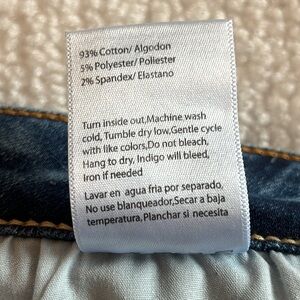 93% Cotton/ Algodon
5% Polyester/ Poliester
2% Spandex/ Elastano
Turn inside out,Machine wash
cold, Tumble dry low,Gentle cycle
with like colors,Do not bleach,
Hang to dry, Indigo will bleed,
Iron if needed
Lavar en agua fria por separado,
No use blanqueador,Secar a baja
temperatura, Planchar si necesita